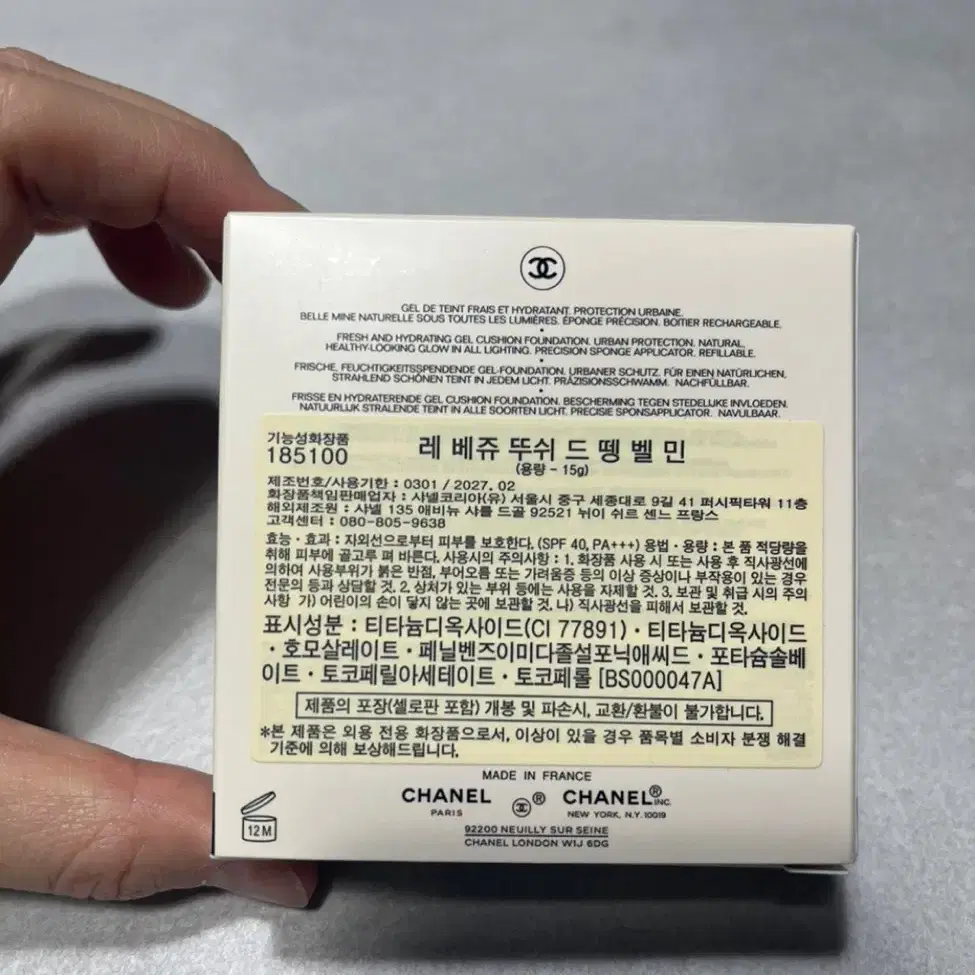 GEL DE TEINT FRAIS ET HYDRATANT. PROTECTION URBAINE.
BELLE MINE NATURELLE SOUS TOUTES LES LUMIÈRES. ÉPONGE PRÉCISION. BOÎTIER RECHARGEABLE.
FRESH AND HYDRATING GEL CUSHION FOUNDATION. URBAN PROTECTION. NATURAL,
HEALTHY-LOOKING GLOW IN ALL LIGHTING. PRECISION SPONGE APPLICATOR. REFILLABLE.
FRISCHE, FEUCHTIGKEITSSPENDENDE GEL-FOUNDATION. URBANER SCHUTZ. FÜR EINEN NATÜRLICHEN,
STRAHLEND SCHÖNEN TEINT IN JEDEM LICHT. PRÄZISIONSSCHWAMM. NACHFÜLLBAR.
FRISSE EN HYDRATERENDE GEL CUSHION FOUNDATION. BESCHERMING TEGEN STEDELIJKE INVLOEDEN.
NATUURLIJK STRALENDE TEINT IN ALLE SOORTEN LICHT. PRECISIE SPONSAPPLICATOR. NAVULBAAR.
기능성화장품
185100
레 베쥬 뚜쉬 드 뗑 벨 민
(용량 - 15g)
제조번호/사용기한 : 0301 / 2027. 02
화장품책임판매업자 : 샤넬코리아(유) 서울시 중구 세종대로 9길 41 퍼시픽타워 11층
해외제조원 : 샤넬 135 애비뉴 샤를 드골 92521 뉘이 쉬르 센느 프랑스
고객센터 : 080-805-9638
효능 · 효과 : 자외선으로부터 피부를 보호한다. (SPF 40, PA+++) 용법 · 용량 : 본 품 적당량을
취해 피부에 골고루 펴 바른다. 사용시의 주의사항 : 1. 화장품 사용 시 또는 사용 후 직사광선에
의하여 사용부위가 붉은 반점, 부어오름 또는 가려움증 등의 이상 증상이나 부작용이 있는 경우
전문의 등과 상담할 것. 2. 상처가 있는 부위 등에는 사용을 자제할 것. 3. 보관 및 취급 시의 주의
사항 가) 어린이의 손이 닿지 않는 곳에 보관할 것. 나) 직사광선을 피해서 보관할 것.
표시성분 : 티타늄디옥사이드(CI 77891) · 티타늄디옥사이드
· 호모살레이트 · 페닐벤즈이미다졸설포닉애씨드 · 포타슘솔베
이트 · 토코페릴아세테이트 · 토코페롤 [BS000047A]
제품의 포장(셀로판 포함) 개봉 및 파손시, 교환/환불이 불가합니다.
*본 제품은 외용 전용 화장품으로서, 이상이 있을 경우 품목별 소비자 분쟁 해결
기준에 의해 보상해드립니다.
MADE IN FRANCE
CHANEL ® CHANEL® INC.
PARIS NEW YORK, N.Y. 10019
92200 NEUILLY SUR SEINE
CHANEL LONDON W1J 6DG
12M